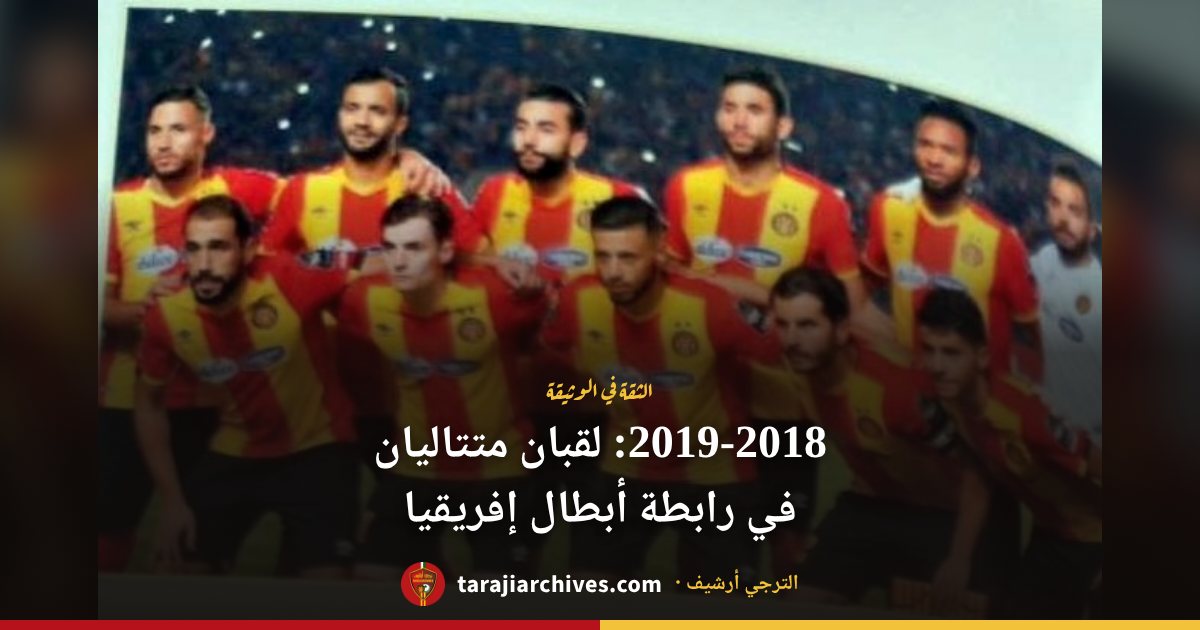 الثقة في الوثيقة
2018-2019: لقبان متتاليان
في رابطة أبطال إفريقيا
الترجي أرشيف · tarajiarchives.com